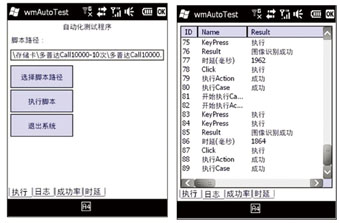 wmAutoTest
OK
自动化测试程序
脚本路径：
\存储卡\多普达Call10000-10次\多普达Call10000.
选择脚本路径
执行脚本
退出系统
执行 日志 成功率 时延
wmAutoTest
OK
ID Name Result
75 KeyPress 执行
76 Result 图像识别成功
77 时延(毫秒) 1962
78 Click 执行
79 执行Action 成功
80 执行Case 成功
81 开始执行Ca...
82 开始执行Ac...
83 KeyPress 执行
84 KeyPress 执行
85 Result 图像识别成功
86 时延(毫秒) 1864
87 Click 执行
88 执行Action 成功
89 执行Case 成功
执行 日志 成功率 时延